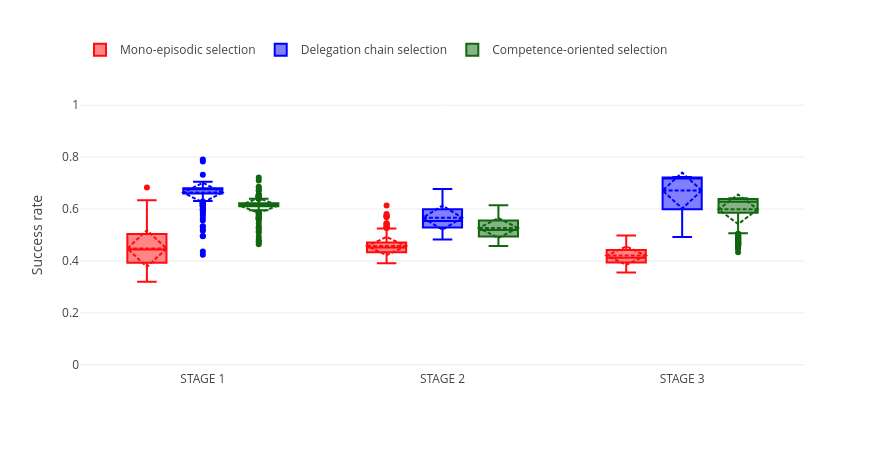 Mono-episodic selection Delegation chain selection Competence-oriented selection
Success rate
1
0.8
0.6
0.4
0.2
0
STAGE 1 STAGE 2 STAGE 3